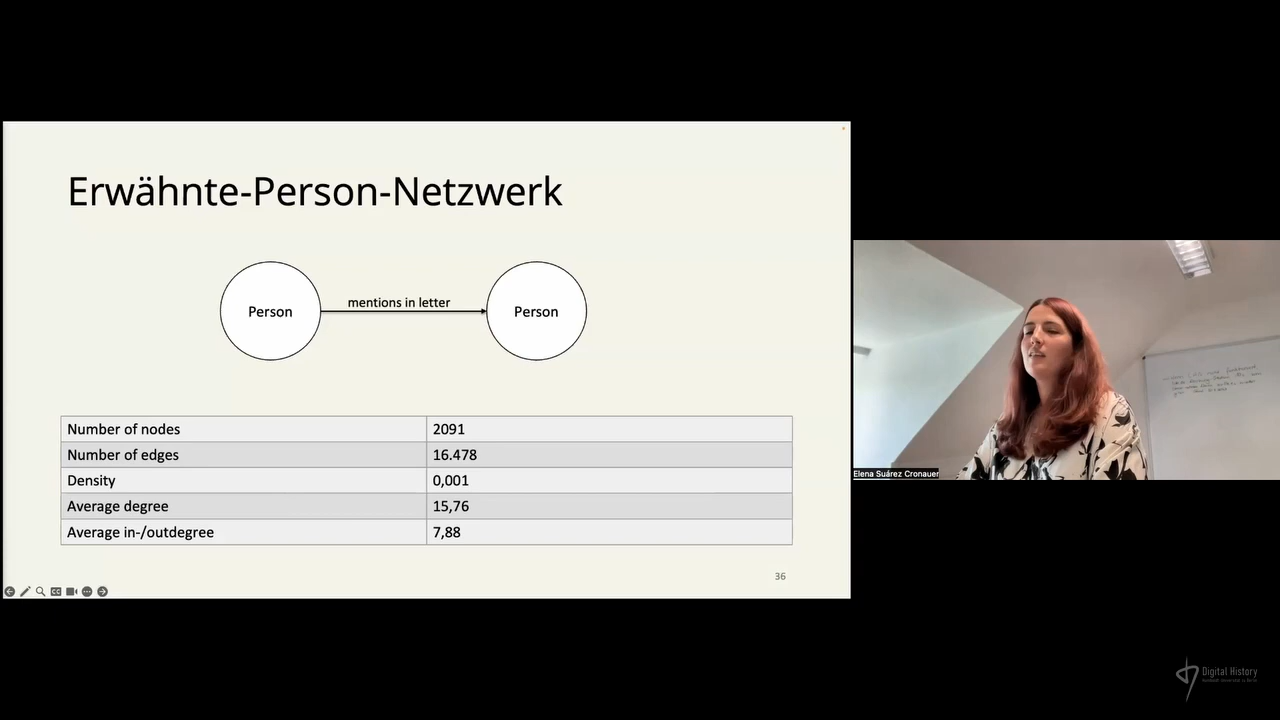 Erwähnte-Person-Netzwerk
Person
mentions in letter
Person
Number of nodes 2091
Number of edges 16.478
Density 0,001
Average degree 15,76
Average in-/outdegree 7,88
36
Elena Suárez Cronauer
Digital History